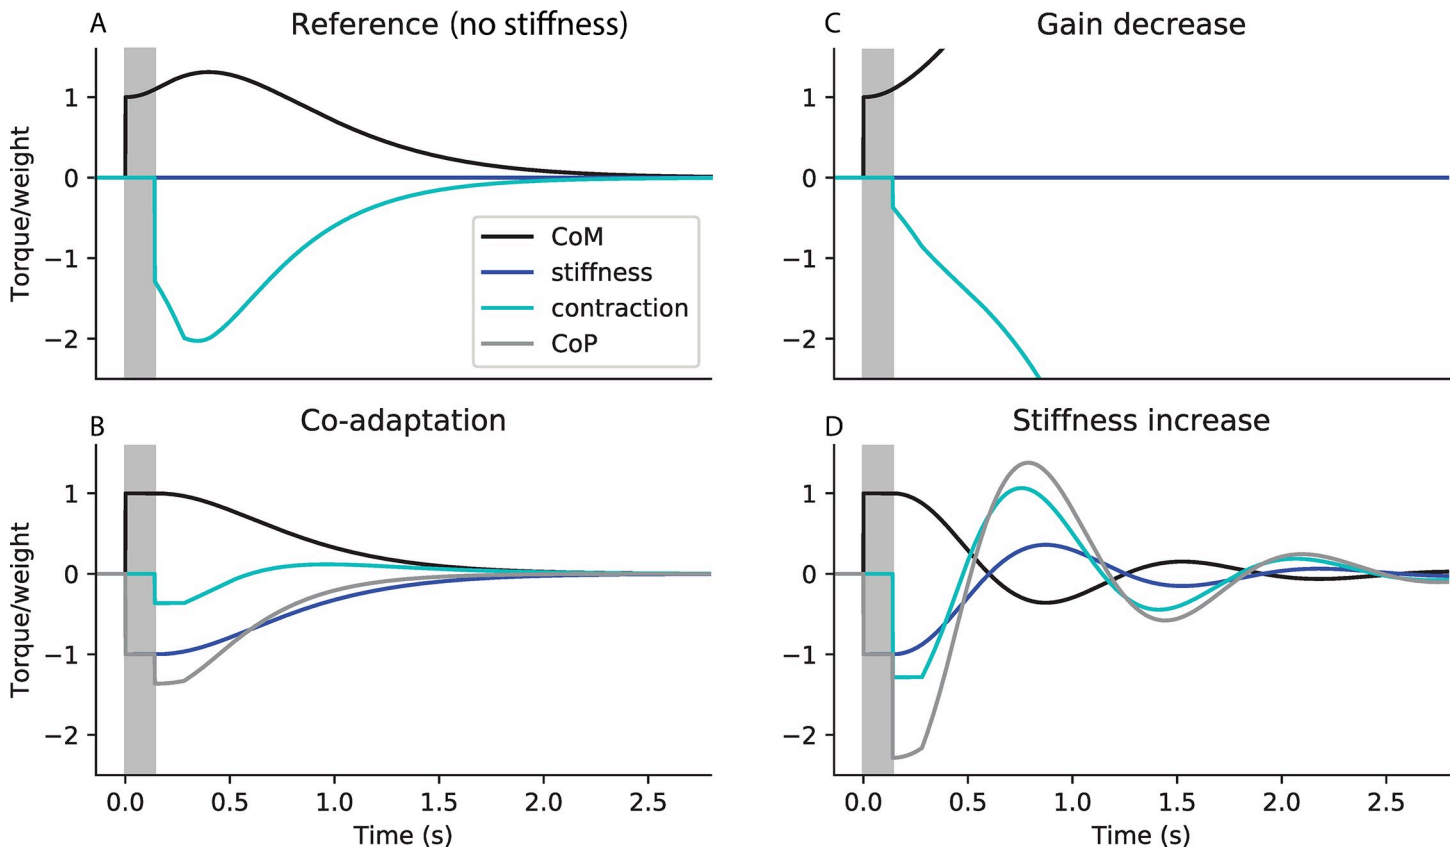 A
Reference (no stiffness)
Torque/weight
1
0
−1
−2
CoM
stiffness
contraction
CoP
C
Gain decrease
1
0
−1
−2
B
Co-adaptation
Torque/weight
1
0
−1
−2
0.0 0.5 1.0 1.5 2.0 2.5
Time (s)
D
Stiffness increase
1
0
−1
−2
0.0 0.5 1.0 1.5 2.0 2.5
Time (s)